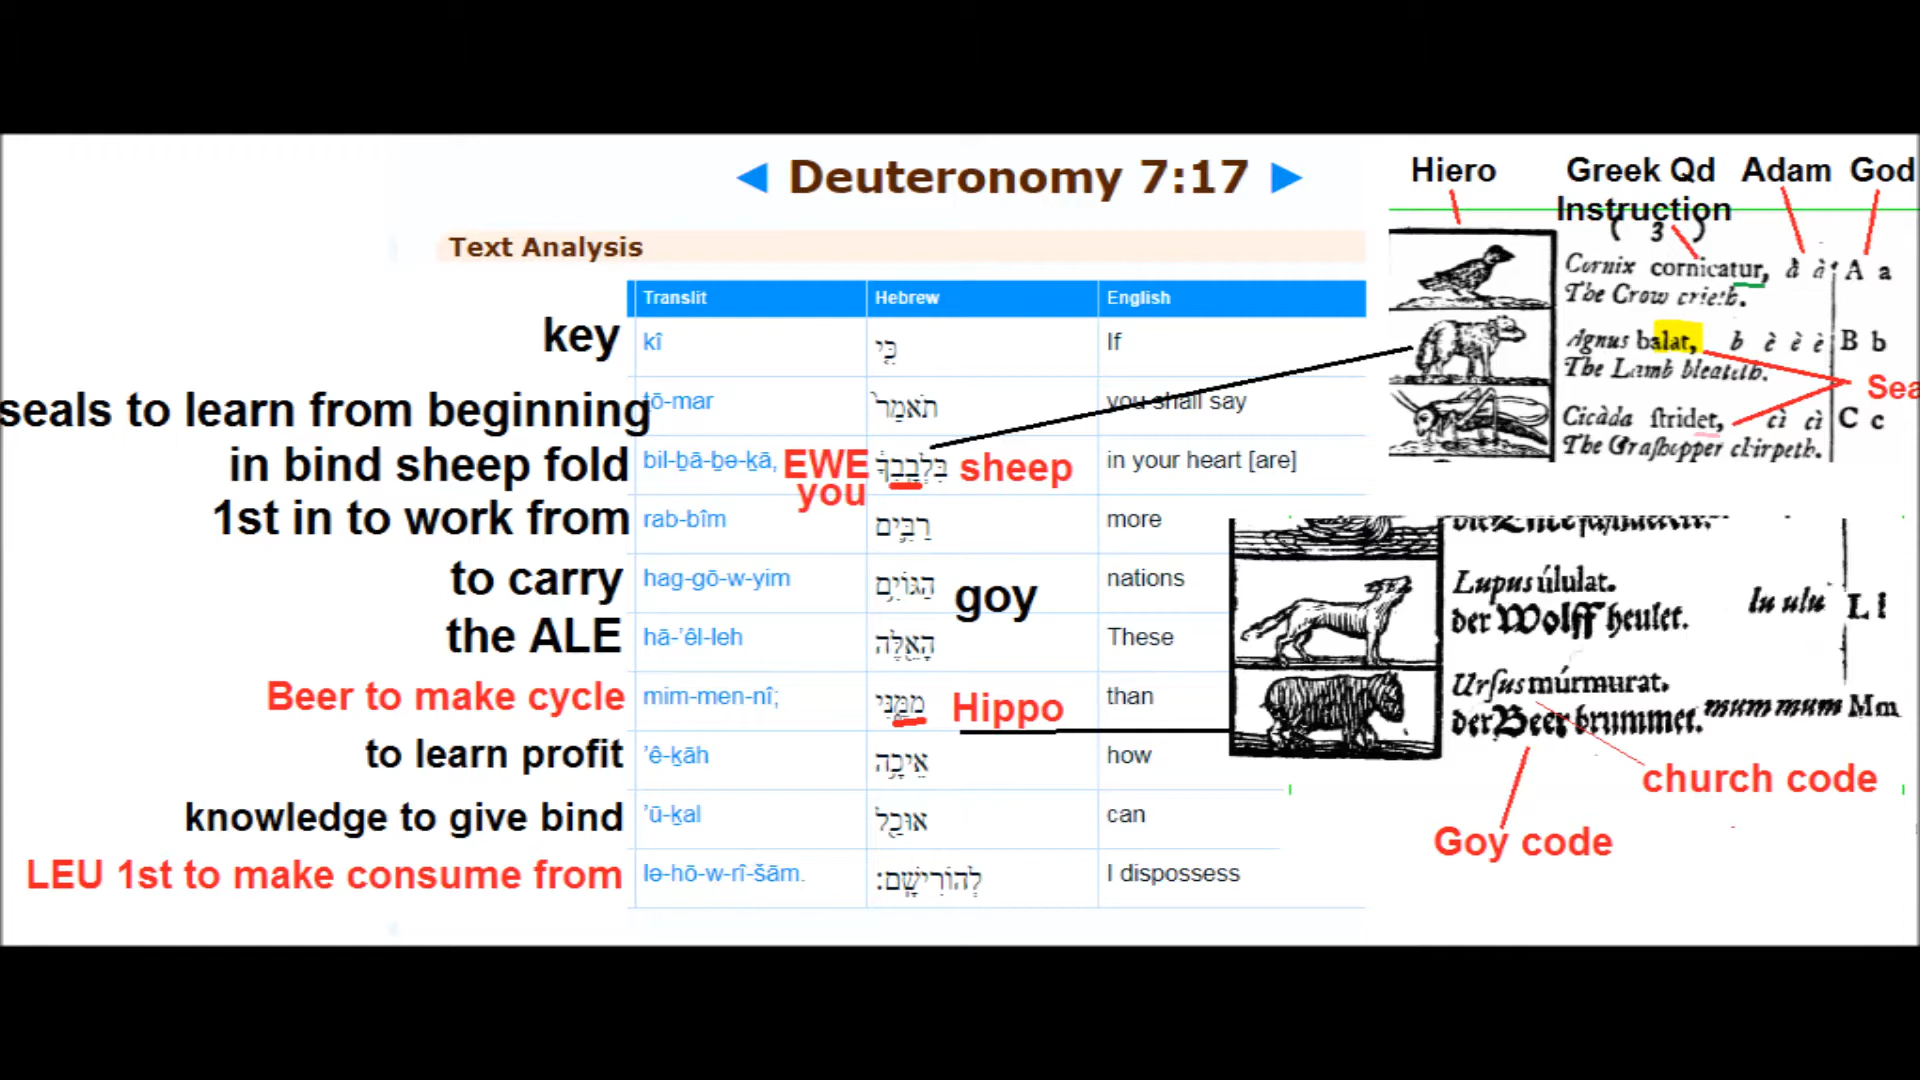 ◀ Deuteronomy 7:17 ▶
Text Analysis
Translit Hebrew English
key kî כִּ֤י If
seals to learn from beginning tō-mar תֹאמַר֙ you shall say
in bind sheep fold bil-ḇā-ḇə-ḵā, EWE you בִּלְבָ֣בְךָ֔ sheep in your heart [are]
1st in to work from rab-bîm רַבִּ֛ים more
to carry hag-gō-w-yim הַגּוֹיִ֥ם goy nations
the ALE hā-’êl-leh הָאֵ֖לֶּה These
Beer to make cycle mim-men-nî; מִמֶּ֑נִּי Hippo than
to learn profit ’ê-ḵāh אֵיכָ֥ה how
knowledge to give bind ’ū-ḵal אוּכַ֖ל can
LEU 1st to make consume from lə-hō-w-rî-šām. לְהוֹרִישָֽׁם׃ I dispossess
Hiero Greek Qd Adam God
Instruction
( 3 )
Cornix cornicatur, à à A a
The Crow crieth.
Agnus balat, b è è è B b
The Lamb bleateth.
Sea
Cicàda ſtridet, cì cì C c
The Graſhopper chirpeth.
Lupus úlulat.
der Wolff heulet. lu ulu L l
Urſus múrmurat.
der Beer brummet. mum mum M m
church code
Goy code